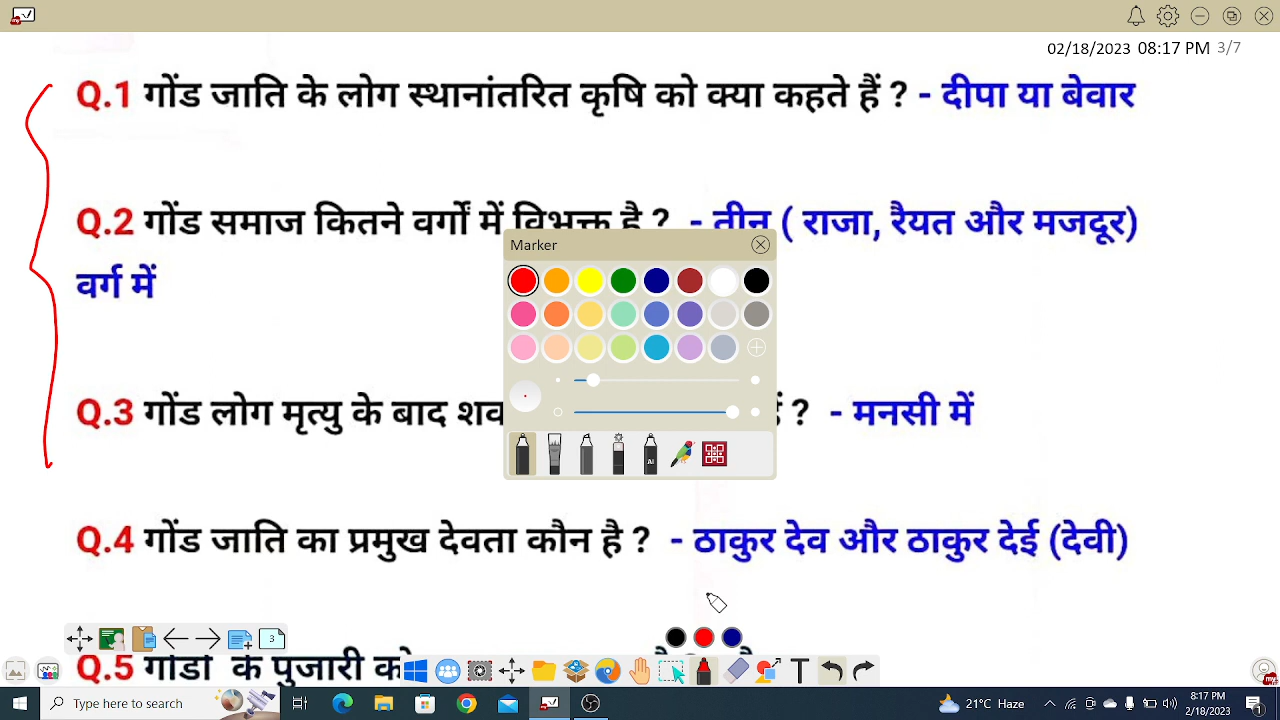 02/18/2023 08:17 PM 3/7
Q.1 गोंड जाति के लोग स्थानांतरित कृषि को क्या कहते हैं ? - दीपा या बेवार
Q.2 गोंड समाज कितने वर्गों में विभक्त है ? - तीन ( राजा, रैयत और मजदूर)
वर्ग में
Marker
Q.3 गोंड लोग मृत्यु के बाद ? - मनसी में
AI
Q.4 गोंड जाति का प्रमुख देवता कौन है ? - ठाकुर देव और ठाकुर देई (देवी)
3
Q.5 गोंडों के पुजारी को
T
Type here to search
21°C Haze
8:17 PM
2/18/2023